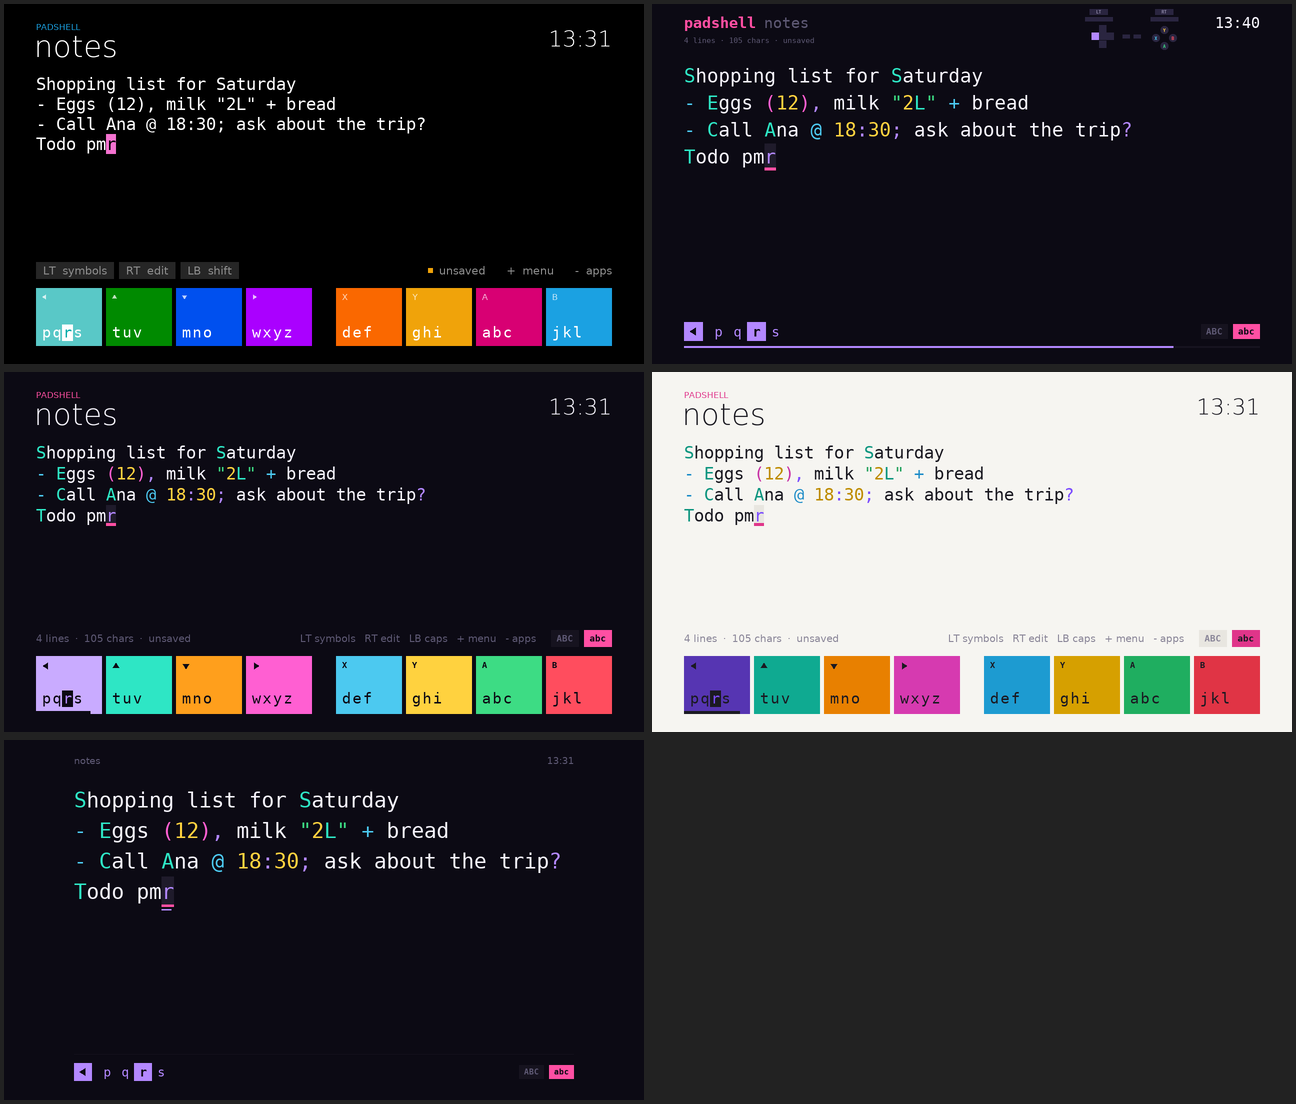 PADSHELL
notes
13:31
Shopping list for Saturday
- Eggs (12), milk "2L" + bread
- Call Ana @ 18:30; ask about the trip?
Todo pmr
LT symbols RT edit LB shift
unsaved + menu - apps
X Y A B
pqrs tuv mno wxyz def ghi abc jkl
padshell notes
4 lines · 105 chars · unsaved
LT RT
Y
X B
A
13:40
Shopping list for Saturday
- Eggs (12), milk "2L" + bread
- Call Ana @ 18:30; ask about the trip?
Todo pmr
p q r s
ABC abc
PADSHELL
notes
13:31
Shopping list for Saturday
- Eggs (12), milk "2L" + bread
- Call Ana @ 18:30; ask about the trip?
Todo pmr
4 lines · 105 chars · unsaved
LT symbols RT edit LB caps + menu - apps ABC abc
X Y A B
pqrs tuv mno wxyz def ghi abc jkl
PADSHELL
notes
13:31
Shopping list for Saturday
- Eggs (12), milk "2L" + bread
- Call Ana @ 18:30; ask about the trip?
Todo pmr
4 lines · 105 chars · unsaved
LT symbols RT edit LB caps + menu - apps ABC abc
X Y A B
pqrs tuv mno wxyz def ghi abc jkl
notes
13:31
Shopping list for Saturday
- Eggs (12), milk "2L" + bread
- Call Ana @ 18:30; ask about the trip?
Todo pmr
p q r s
ABC abc